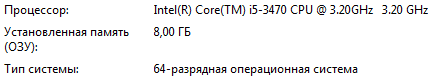 Процессор: Intel(R) Core(TM) i5-3470 CPU @ 3.20GHz 3.20 GHz
Установленная память 8,00 ГБ
(ОЗУ):
Тип системы: 64-разрядная операционная система